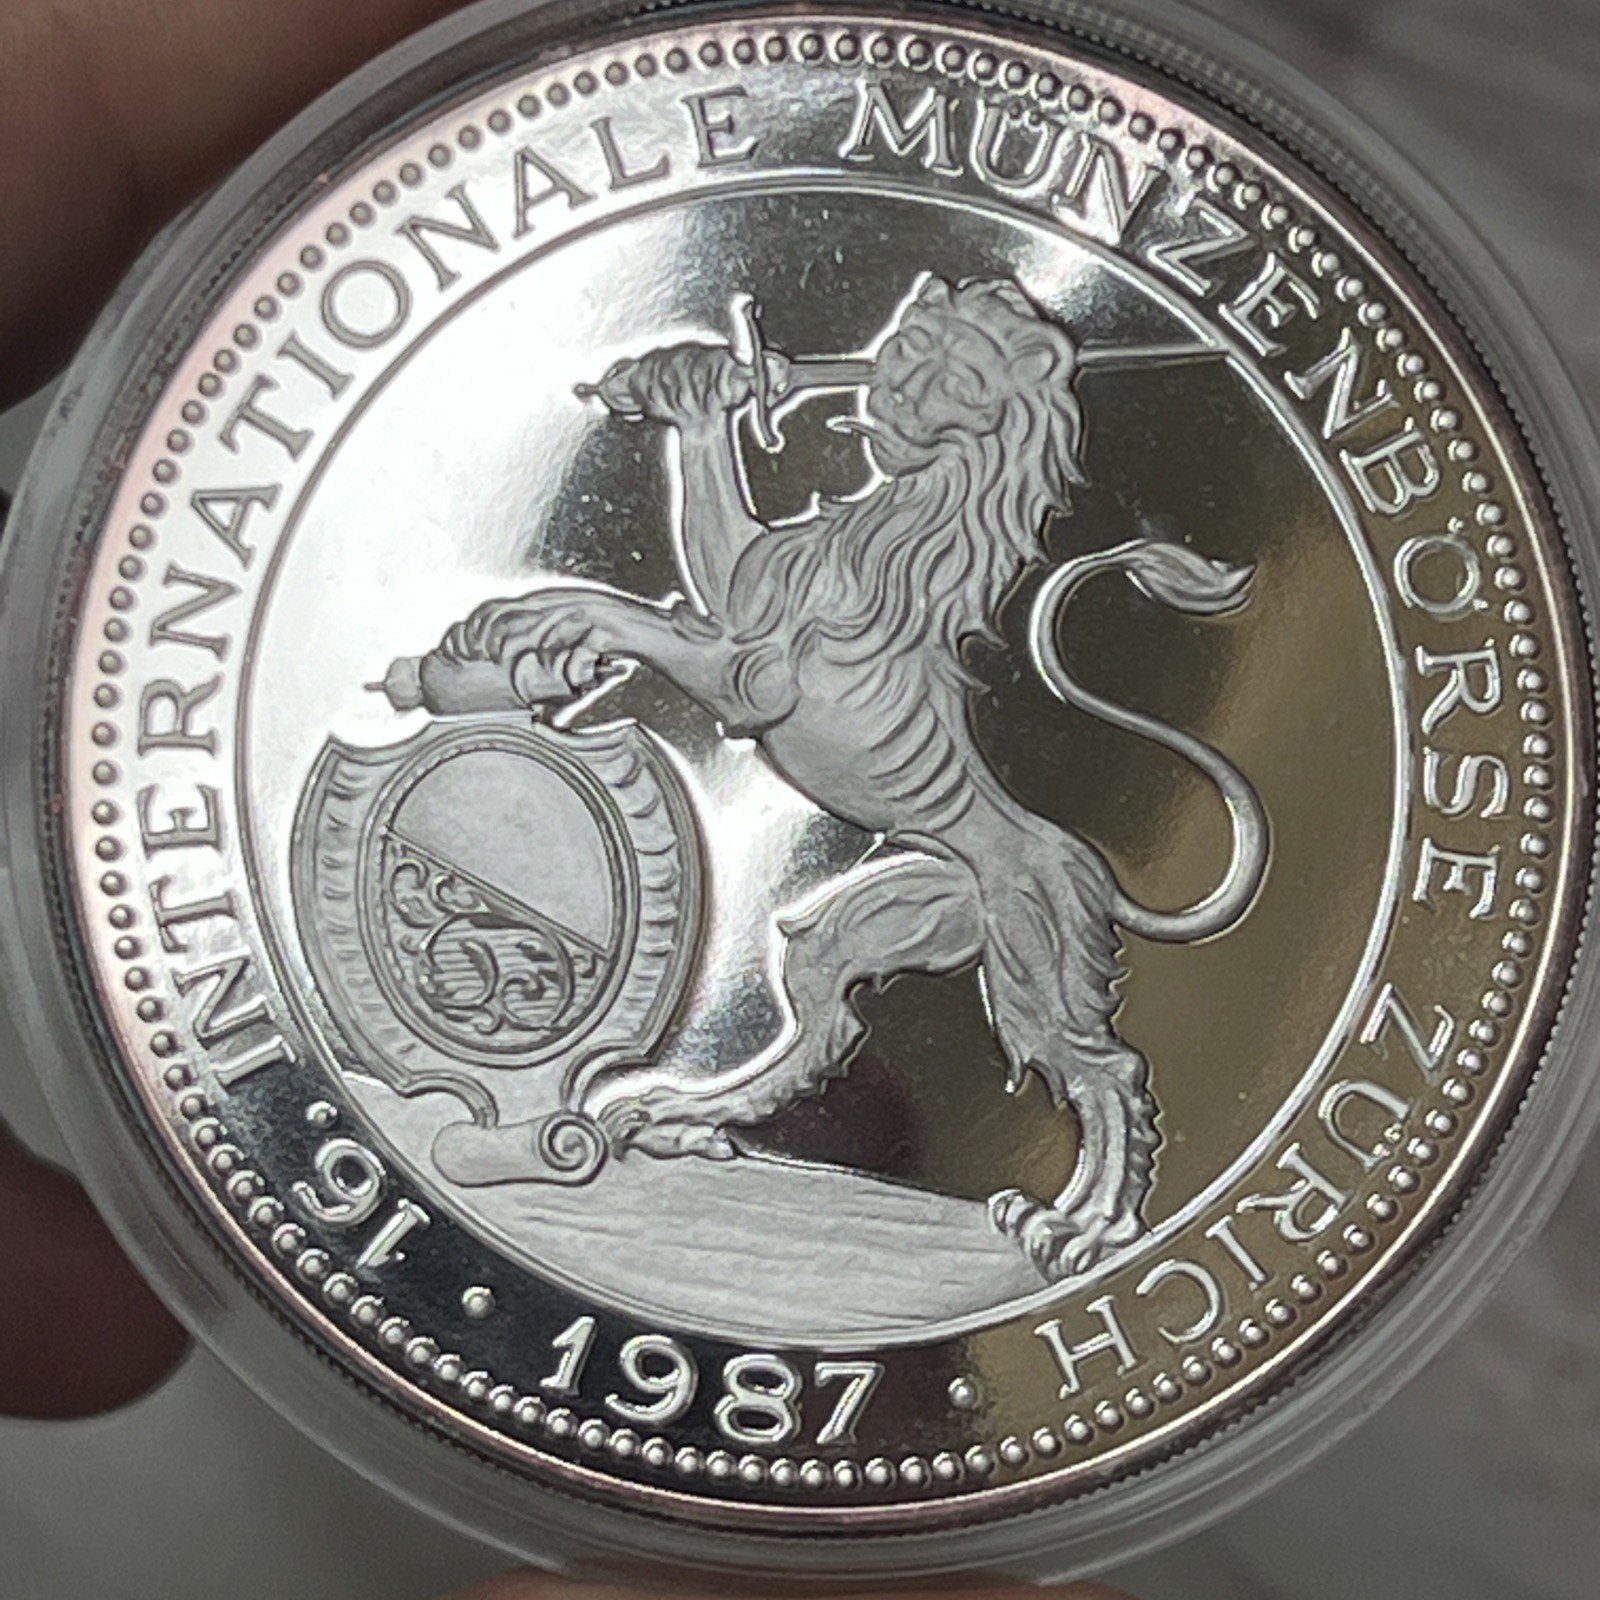 16. INTERNATIONALE MÜNZENBÖRSE ZÜRICH · 1987 ·